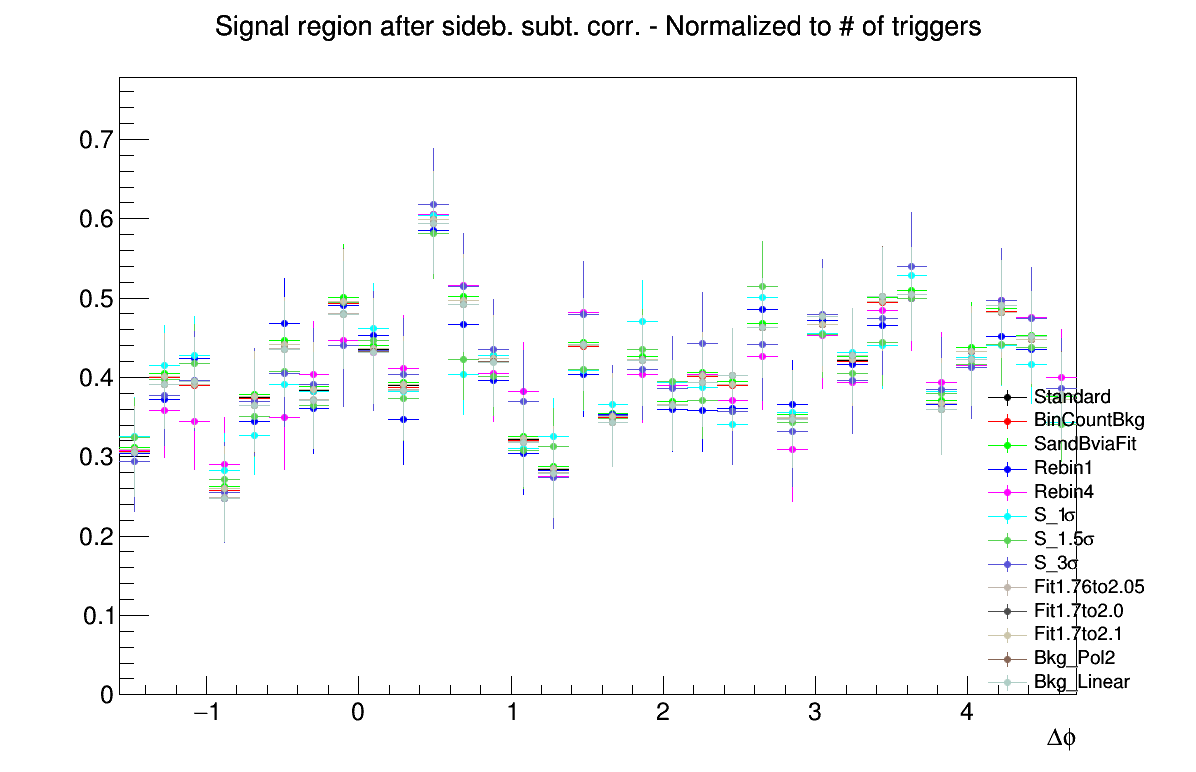 Signal region after sideb. subt. corr. - Normalized to # of triggers
0.7
0.6
0.5
0.4
0.3
0.2
0.1
0
−1
0
1
2
3
4
Δϕ
Standard
BinCountBkg
SandBviaFit
Rebin1
Rebin4
S_1σ
S_1.5σ
S_3σ
Fit1.76to2.05
Fit1.7to2.0
Fit1.7to2.1
Bkg_Pol2
Bkg_Linear